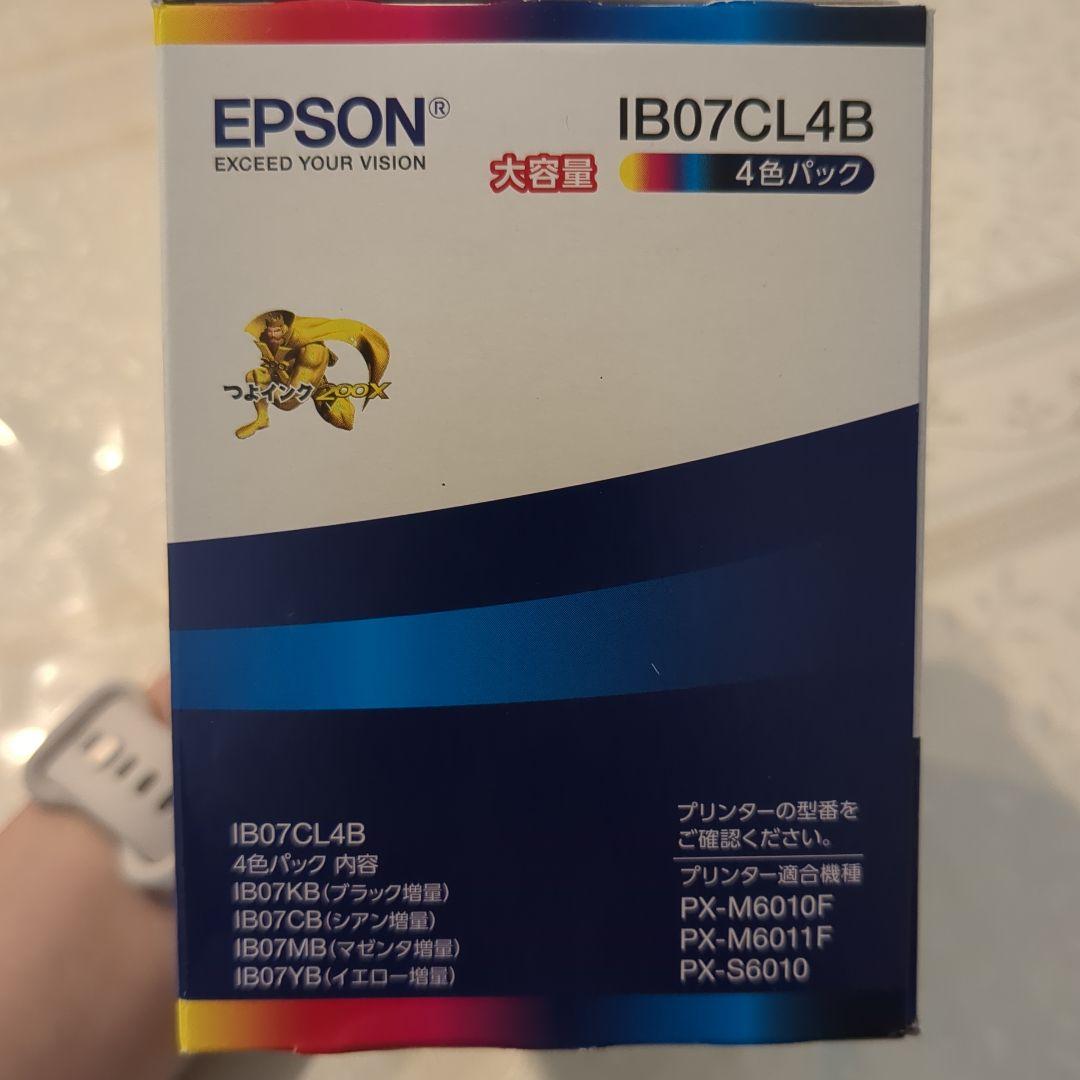 EPSON®
EXCEED YOUR VISION
IB07CL4B
大容量 4色パック
つよインク200X
IB07CL4B
4色パック 内容
IB07KB(ブラック増量)
IB07CB(シアン増量)
IB07MB(マゼンタ増量)
IB07YB(イエロー増量)
プリンターの型番を
ご確認ください。
プリンター適合機種
PX-M6010F
PX-M6011F
PX-S6010